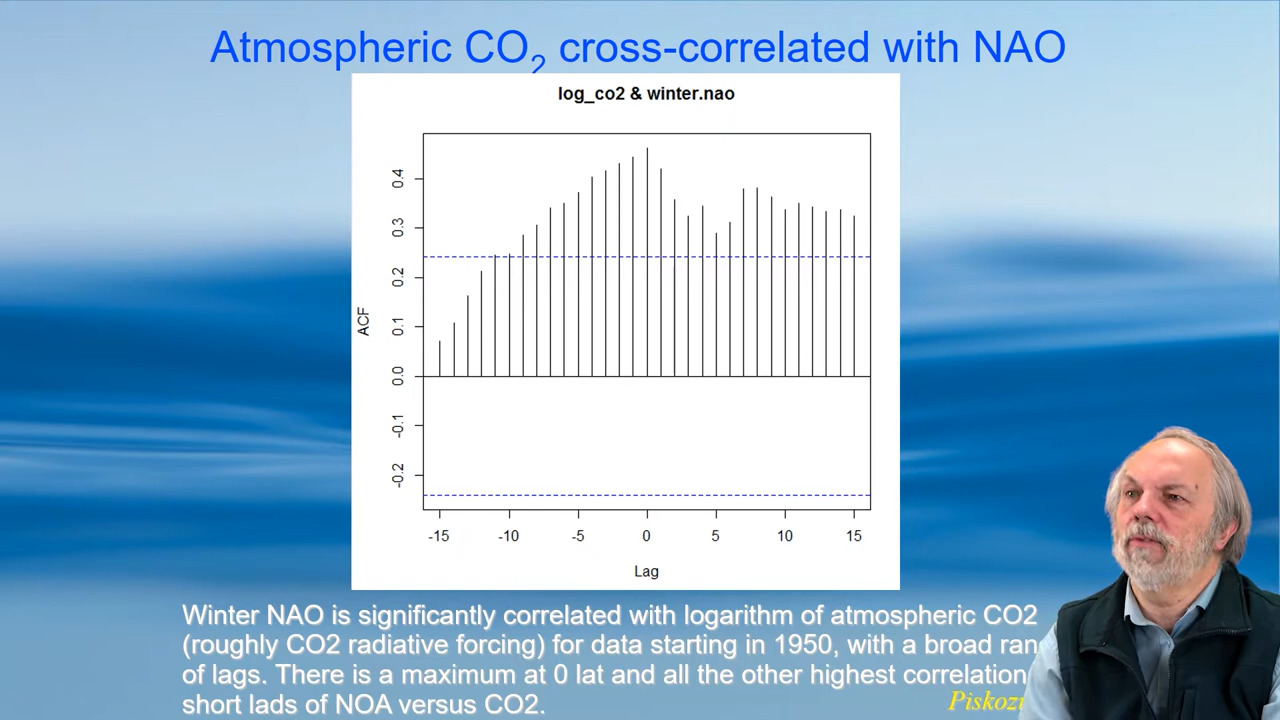 Atmospheric CO2 cross-correlated with NAO
log_co2 & winter.nao
ACF
0.4
0.3
0.2
0.1
0.0
-0.1
-0.2
-15 -10 -5 0 5 10 15
Lag
Winter NAO is significantly correlated with logarithm of atmospheric CO2
(roughly CO2 radiative forcing) for data starting in 1950, with a broad ran
of lags. There is a maximum at 0 lat and all the other highest correlation
short lads of NOA versus CO2.
Piskozu